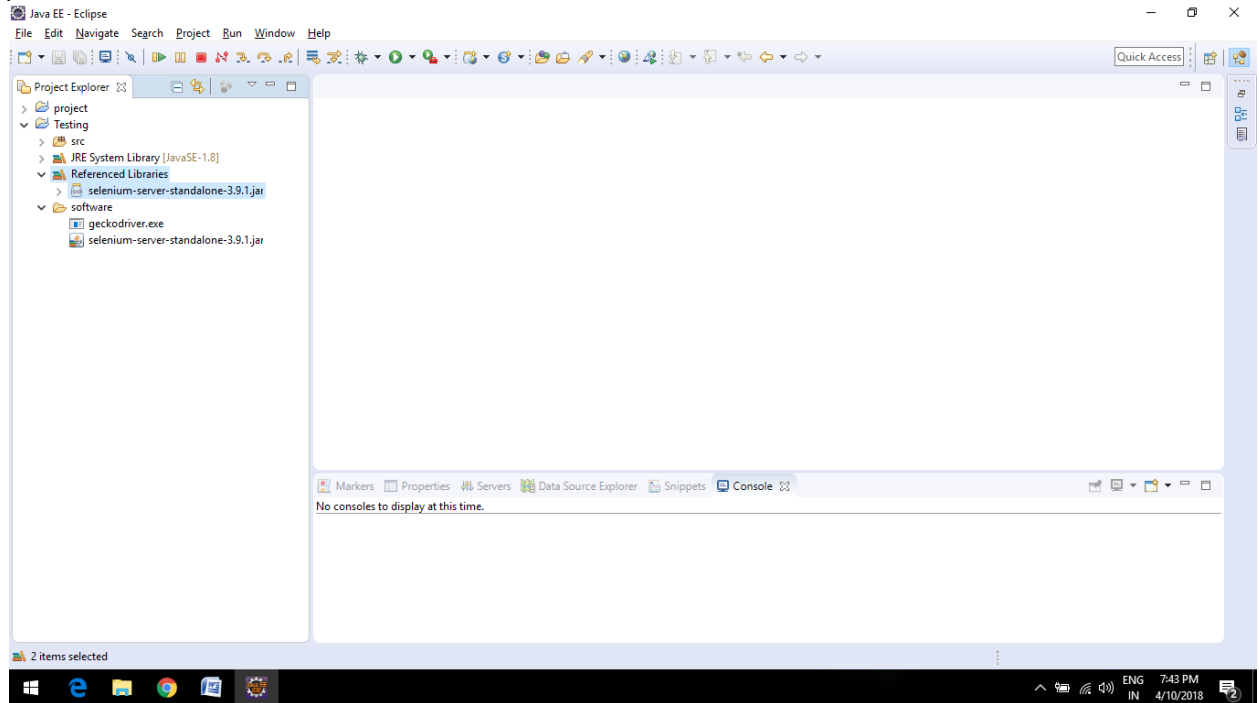 Java EE - Eclipse
File Edit Navigate Search Project Run Window Help
Quick Access
Project Explorer
project
Testing
src
JRE System Library [JavaSE-1.8]
Referenced Libraries
selenium-server-standalone-3.9.1.jar
software
geckodriver.exe
selenium-server-standalone-3.9.1.jar
Markers Properties Servers Data Source Explorer Snippets Console
No consoles to display at this time.
2 items selected
ENG 7:43 PM
IN 4/10/2018 2